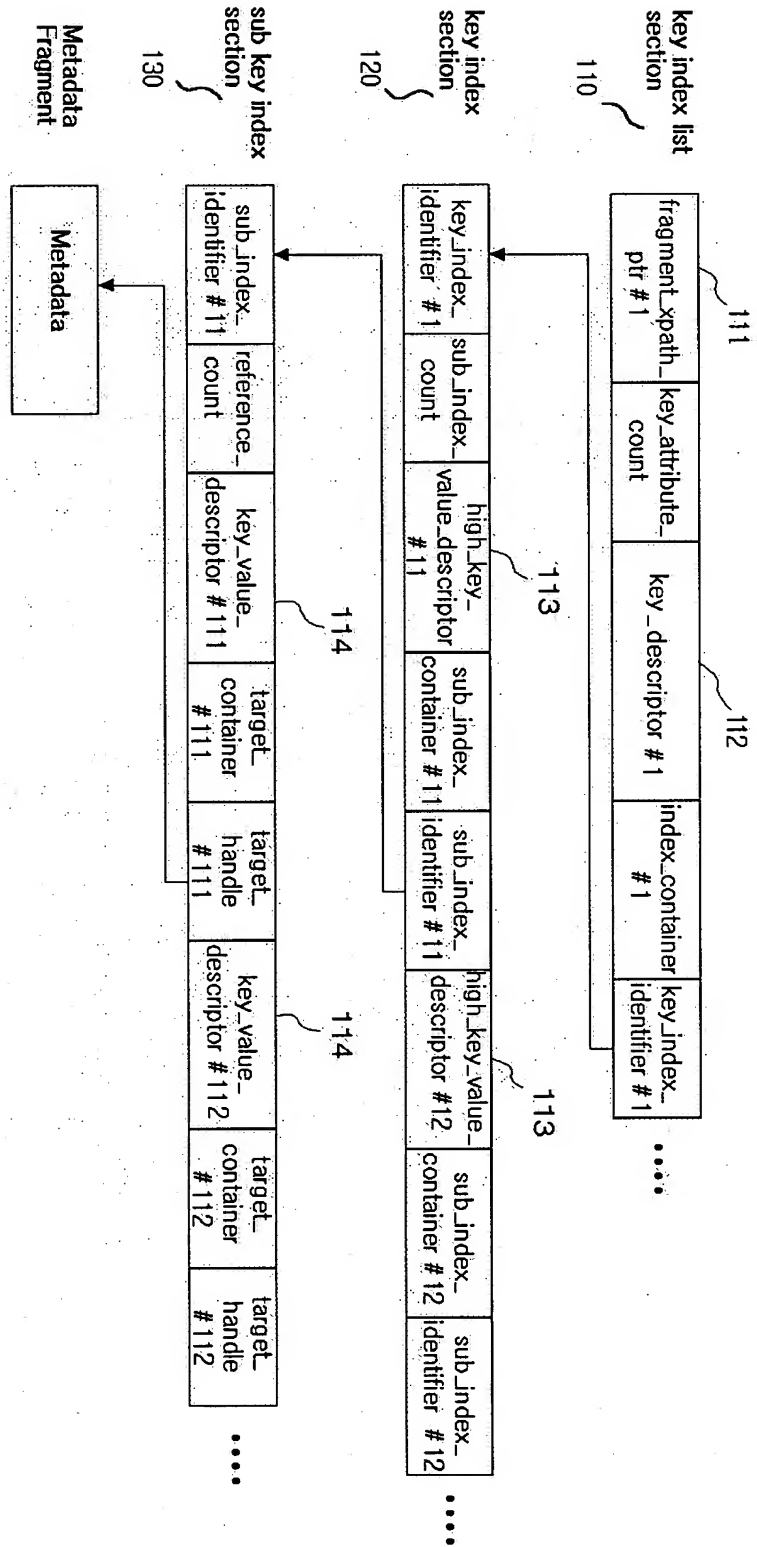 key index list
section
110
111
fragment_xpath_
ptr #1
key_attribute_
count
112
key_descriptor #1
index_container
#1
key_index_
identifier #1
....
key index
section
120
key_index_
identifier #1
sub_index_
count
113
high_key_
value_descriptor
#11
sub_index_
container #11
sub_index_
identifier #11
113
high_key_value_
descriptor #12
sub_index_
container #12
sub_index_
identifier #12
....
sub key index
section
130
sub_index_
identifier #11
reference_
count
114
key_value_
descriptor #111
target_
container
#111
target_
handle
#111
114
key_value_
descriptor #112
target_
container
#112
target_
handle
#112
....
Metadata
Fragment
Metadata